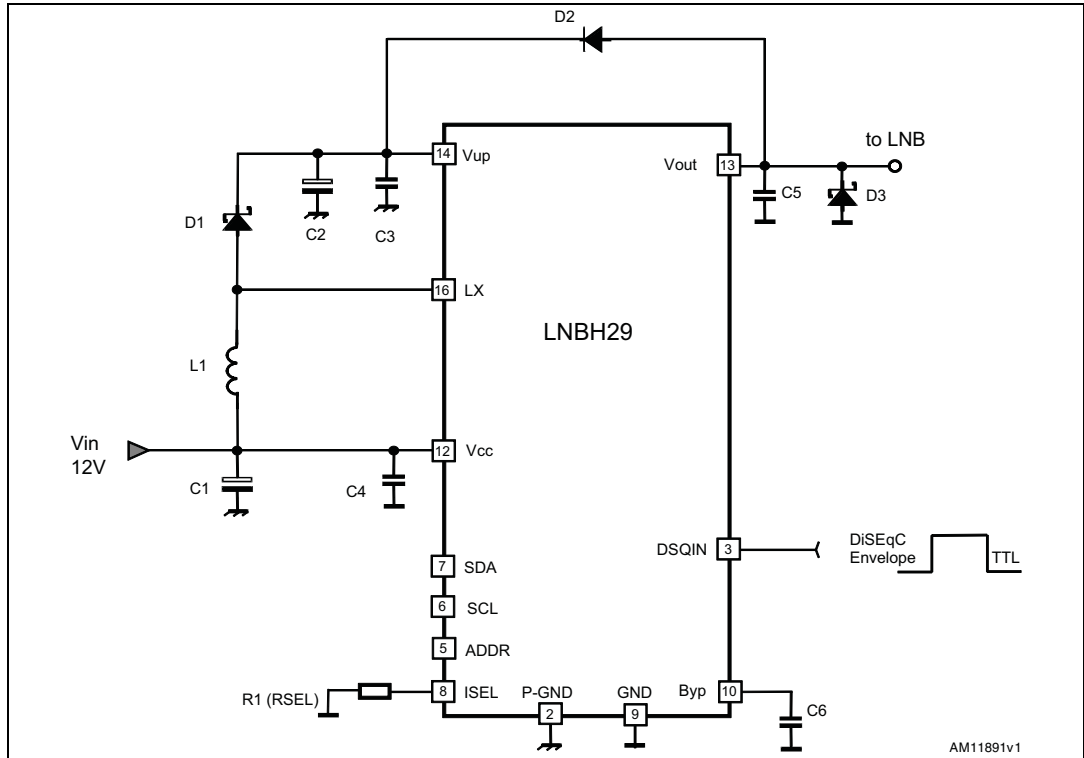 D2
to LNB
14
Vup
Vout
13
C5
D3
D1
C2
C3
16
LX
LNBH29
L1
Vin
12V
12
Vcc
C1
C4
DSQIN
3
DiSEqC
Envelope
TTL
7
SDA
6
SCL
5
ADDR
R1 (RSEL)
8
ISEL
P-GND
2
GND
9
Byp
10
C6
AM11891v1